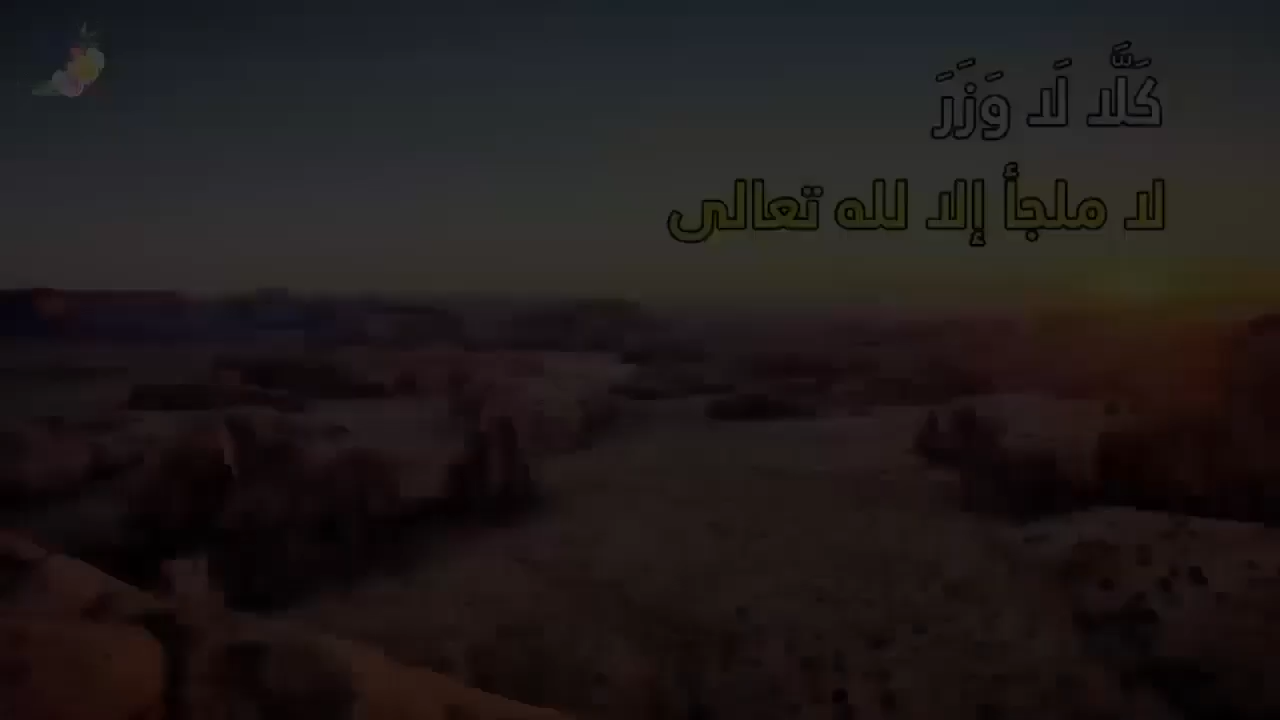 كَلَّا لَا وَزَرَ
لا ملجأ إلا لله تعالى